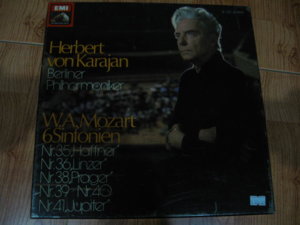 EMI
Herbert
von Karajan
Berliner
Philharmoniker
W.A. Mozart
6 Sinfonien
Nr.35 „Haffner“
Nr.36 „Linzer“
Nr.38 „Prager“
Nr.39 – Nr.40
Nr.41 „Jupiter“